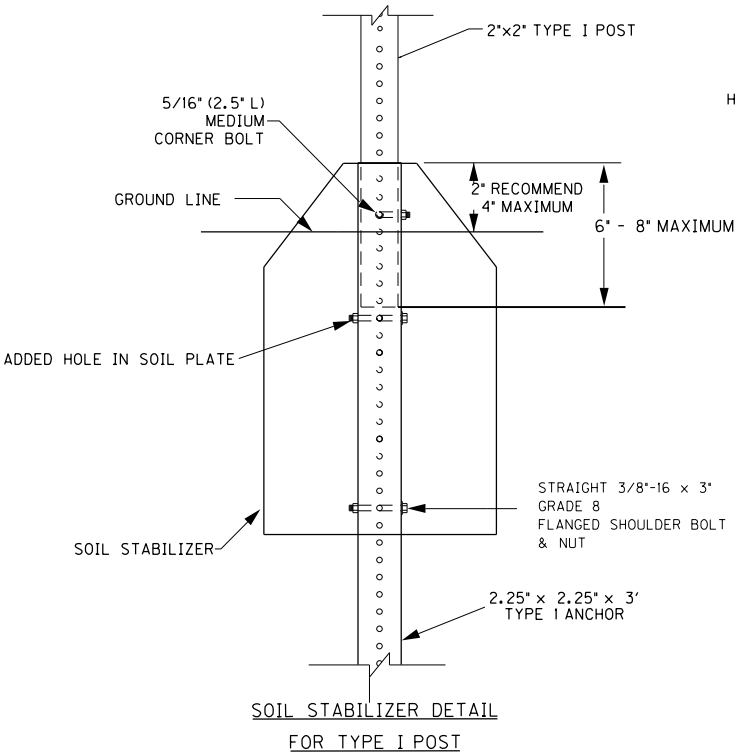 2"x2" TYPE I POST
H
5/16" (2.5" L)
MEDIUM
CORNER BOLT
2" RECOMMEND
4" MAXIMUM
GROUND LINE
6" - 8" MAXIMUM
ADDED HOLE IN SOIL PLATE
STRAIGHT 3/8"-16 x 3"
GRADE 8
FLANGED SHOULDER BOLT
& NUT
SOIL STABILIZER
2.25" x 2.25" x 3'
TYPE 1 ANCHOR
SOIL STABILIZER DETAIL
FOR TYPE I POST